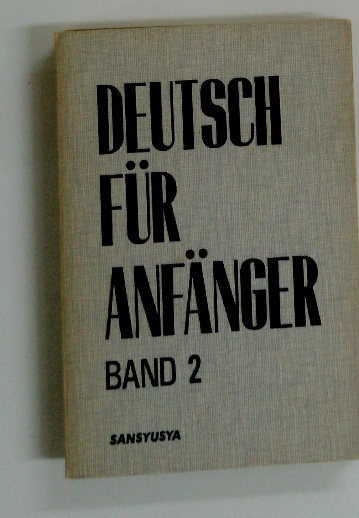 DEUTSCH
FÜR
ANFÄNGER
BAND 2
SANSYUSYA